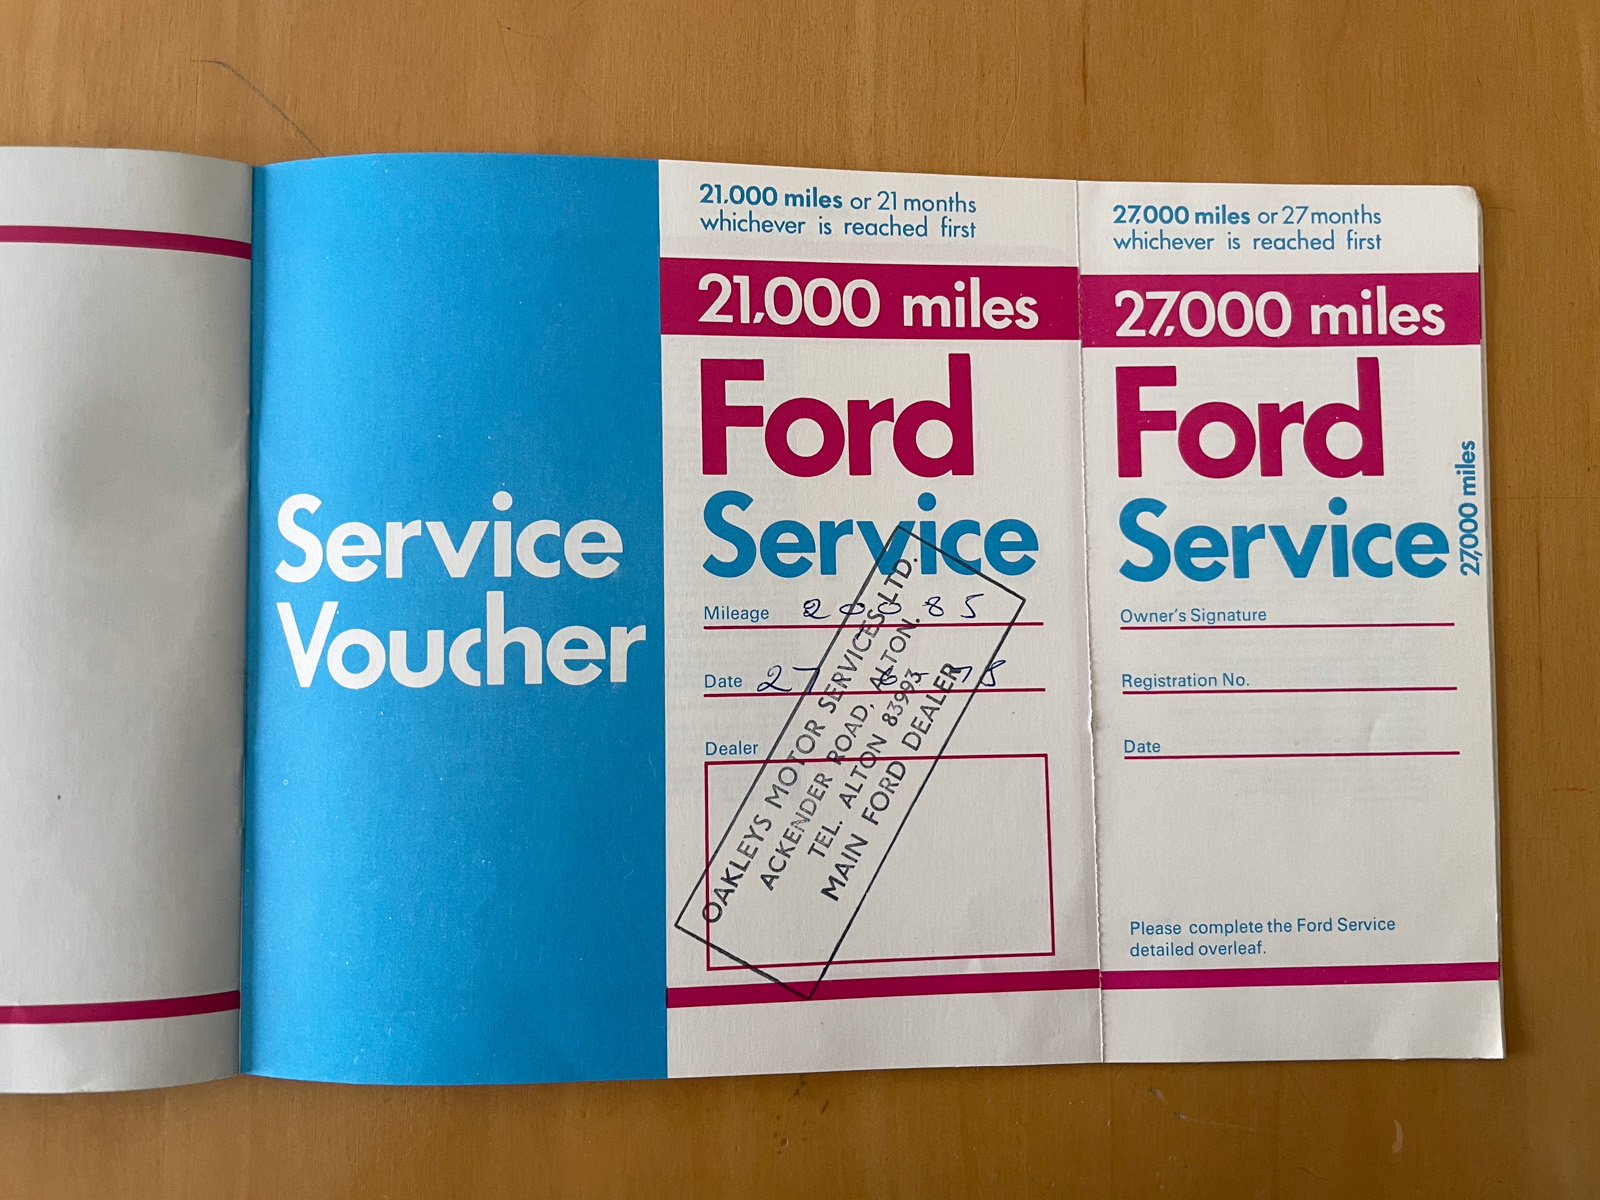 Service
Voucher
21.000 miles or 21 months
whichever is reached first
21,000 miles
Ford
Service
Mileage 20085
Date 27
Dealer
OAKLEYS MOTOR SERVICES LTD.
ACKENDER ROAD, ALTON.
TEL. ALTON 83993
MAIN FORD DEALER
27,000 miles or 27 months
whichever is reached first
27,000 miles
Ford
Service
27,000 miles
Owner's Signature
Registration No.
Date
Please complete the Ford Service
detailed overleaf.